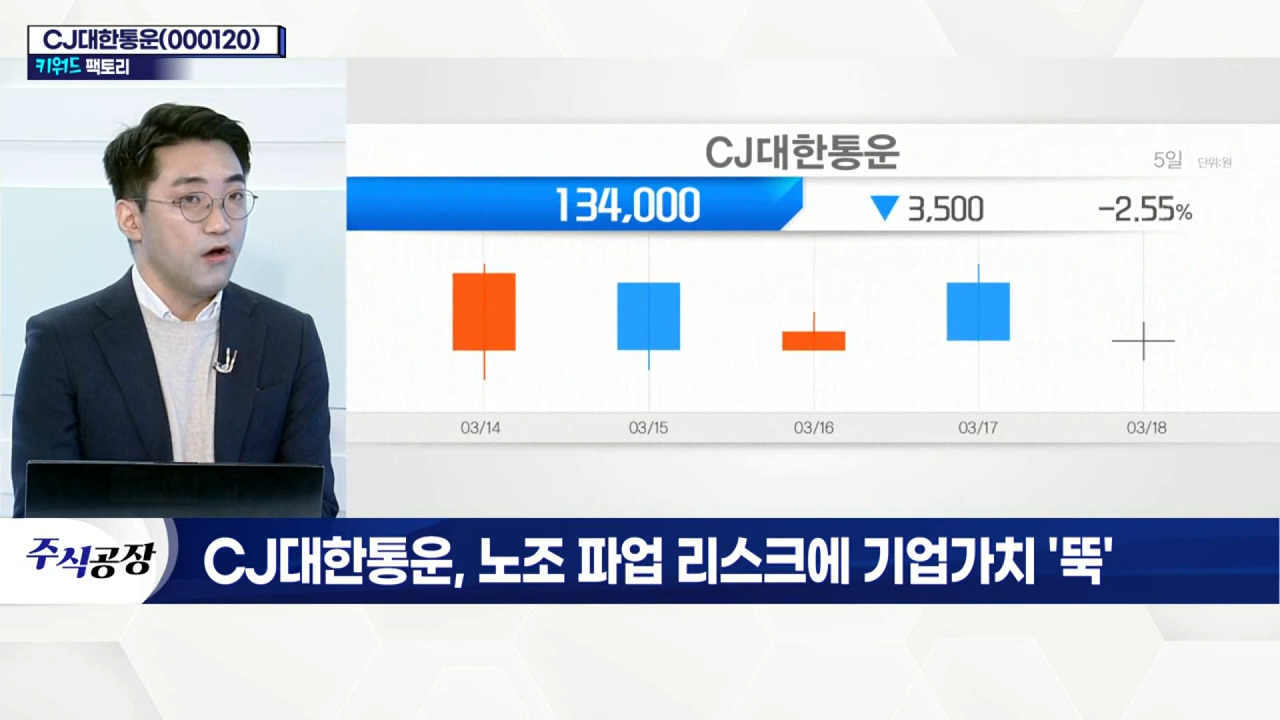 CJ대한통운(000120)
키워드 팩토리
CJ대한통운
5일 단위:원
134,000 ▼ 3,500 -2.55%
03/14 03/15 03/16 03/17 03/18
주식공장
CJ대한통운, 노조 파업 리스크에 기업가치 '뚝'